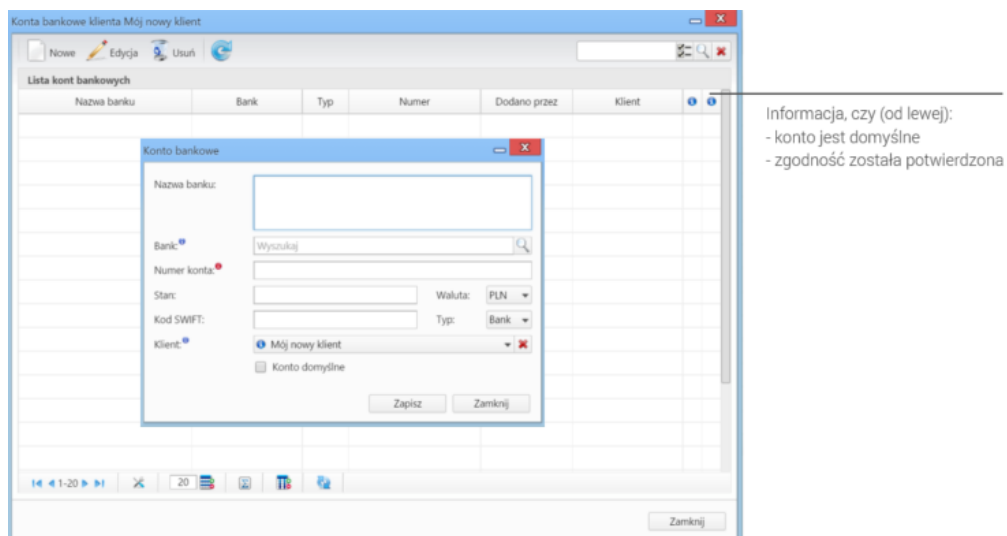 Konta bankowe klienta Mój nowy klient
Nowe Edycja Usuń
Lista kont bankowych
Nazwa banku Bank Typ Numer Dodano przez Klient
Informacja, czy (od lewej):
- konto jest domyślne
- zgodność została potwierdzona
Konto bankowe
Nazwa banku:
Bank: Wyszukaj
Numer konta:
Stan: Waluta: PLN
Kod SWIFT: Typ: Bank
Klient: Mój nowy klient
Konto domyślne
Zapisz Zamknij
1-20 20
Zamknij